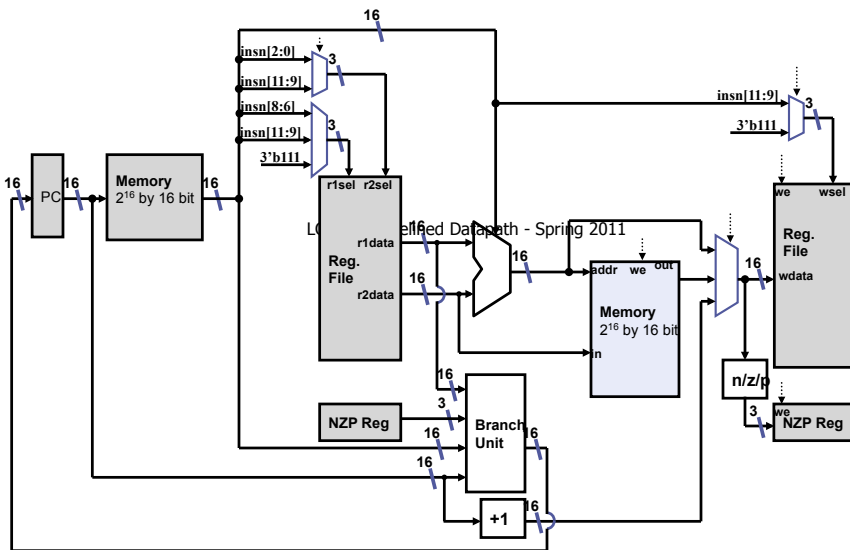 16
insn[2:0]
3
insn[11:9]
insn[8:6]
3
insn[11:9]
3'b111
insn[11:9]
3
3'b111
16
PC
16
Memory
2¹⁶ by 16 bit
16
r1sel r2sel
r1data
Reg.
File
r2data
16
16
Datapath - Spring 2011
16
addr
we
out
Memory
2¹⁶ by 16 bit
in
16
we
wsel
Reg.
File
wdata
n/z/p
3
we
NZP Reg
16
3
NZP Reg
16
Branch
Unit
16
16
+1
16